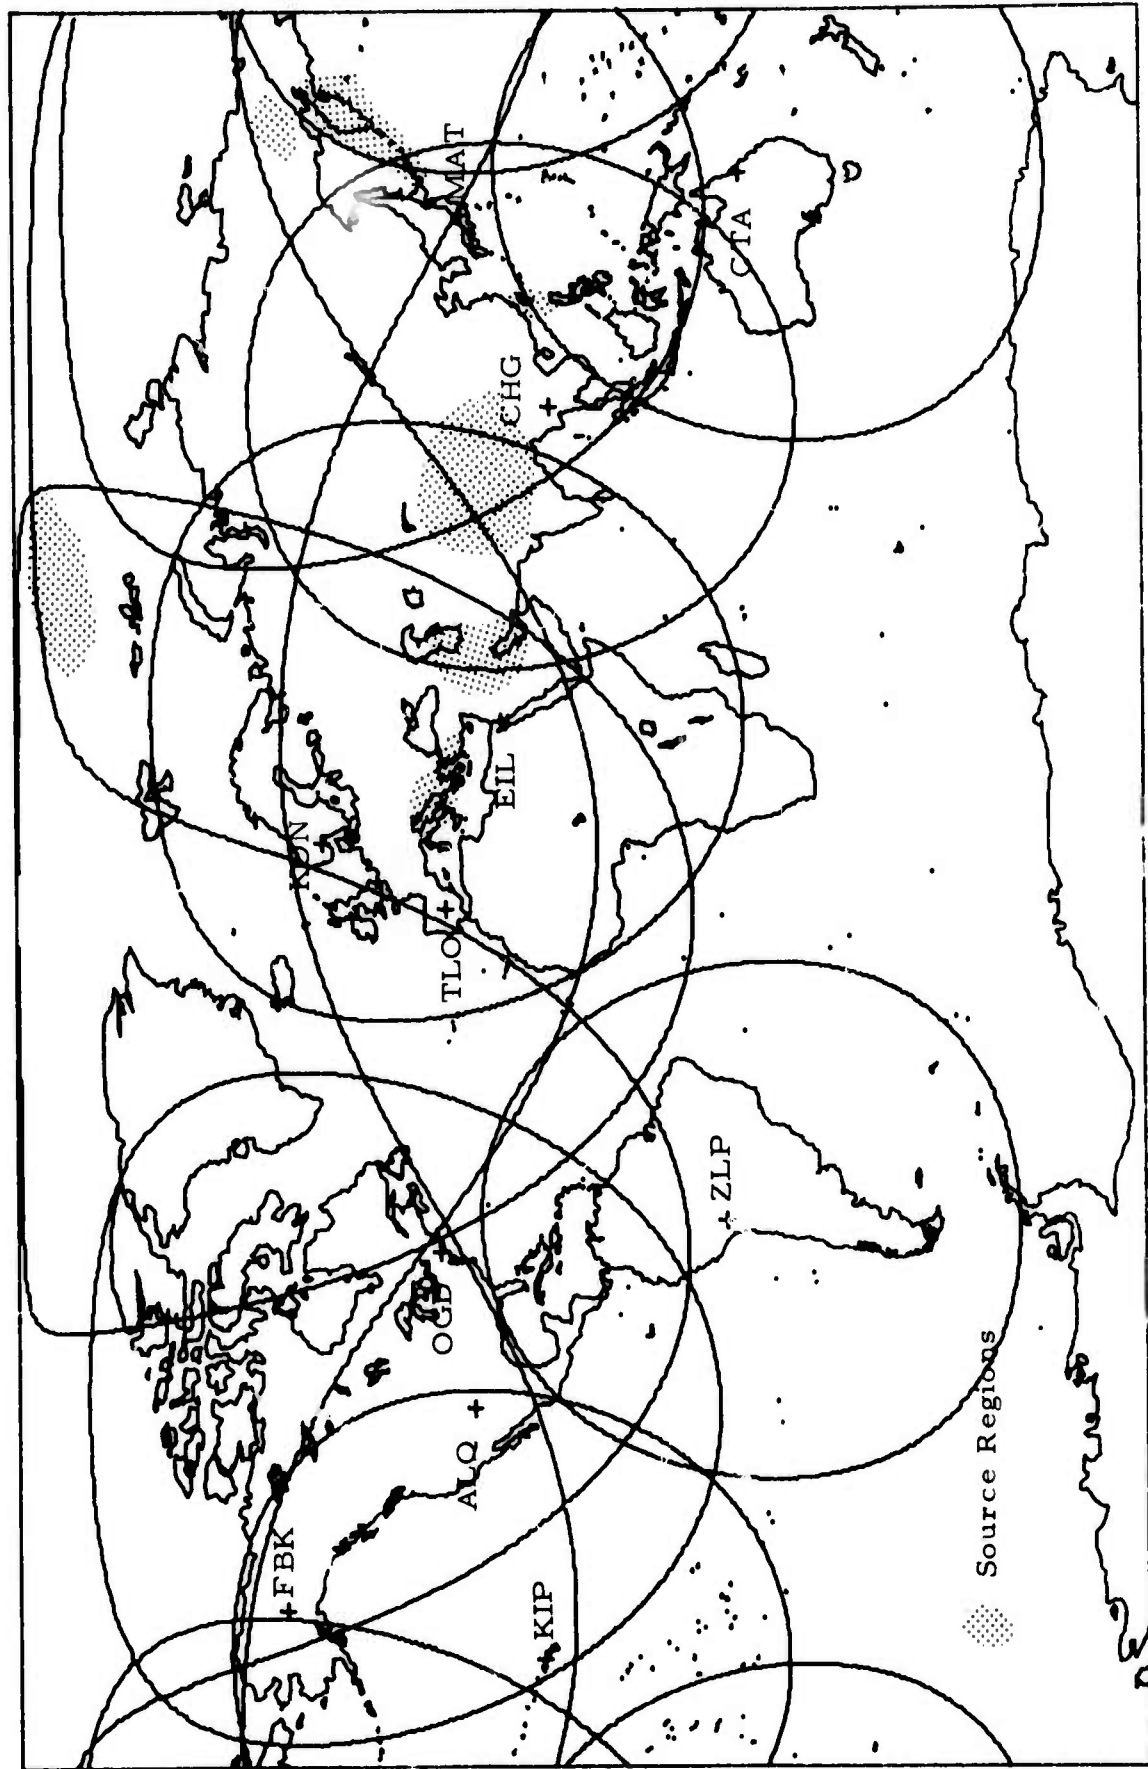 FBK
KIP
ALQ
OGD
ZLP
TLO
KON
EIL
CHG
MAT
CTA
Source Regions